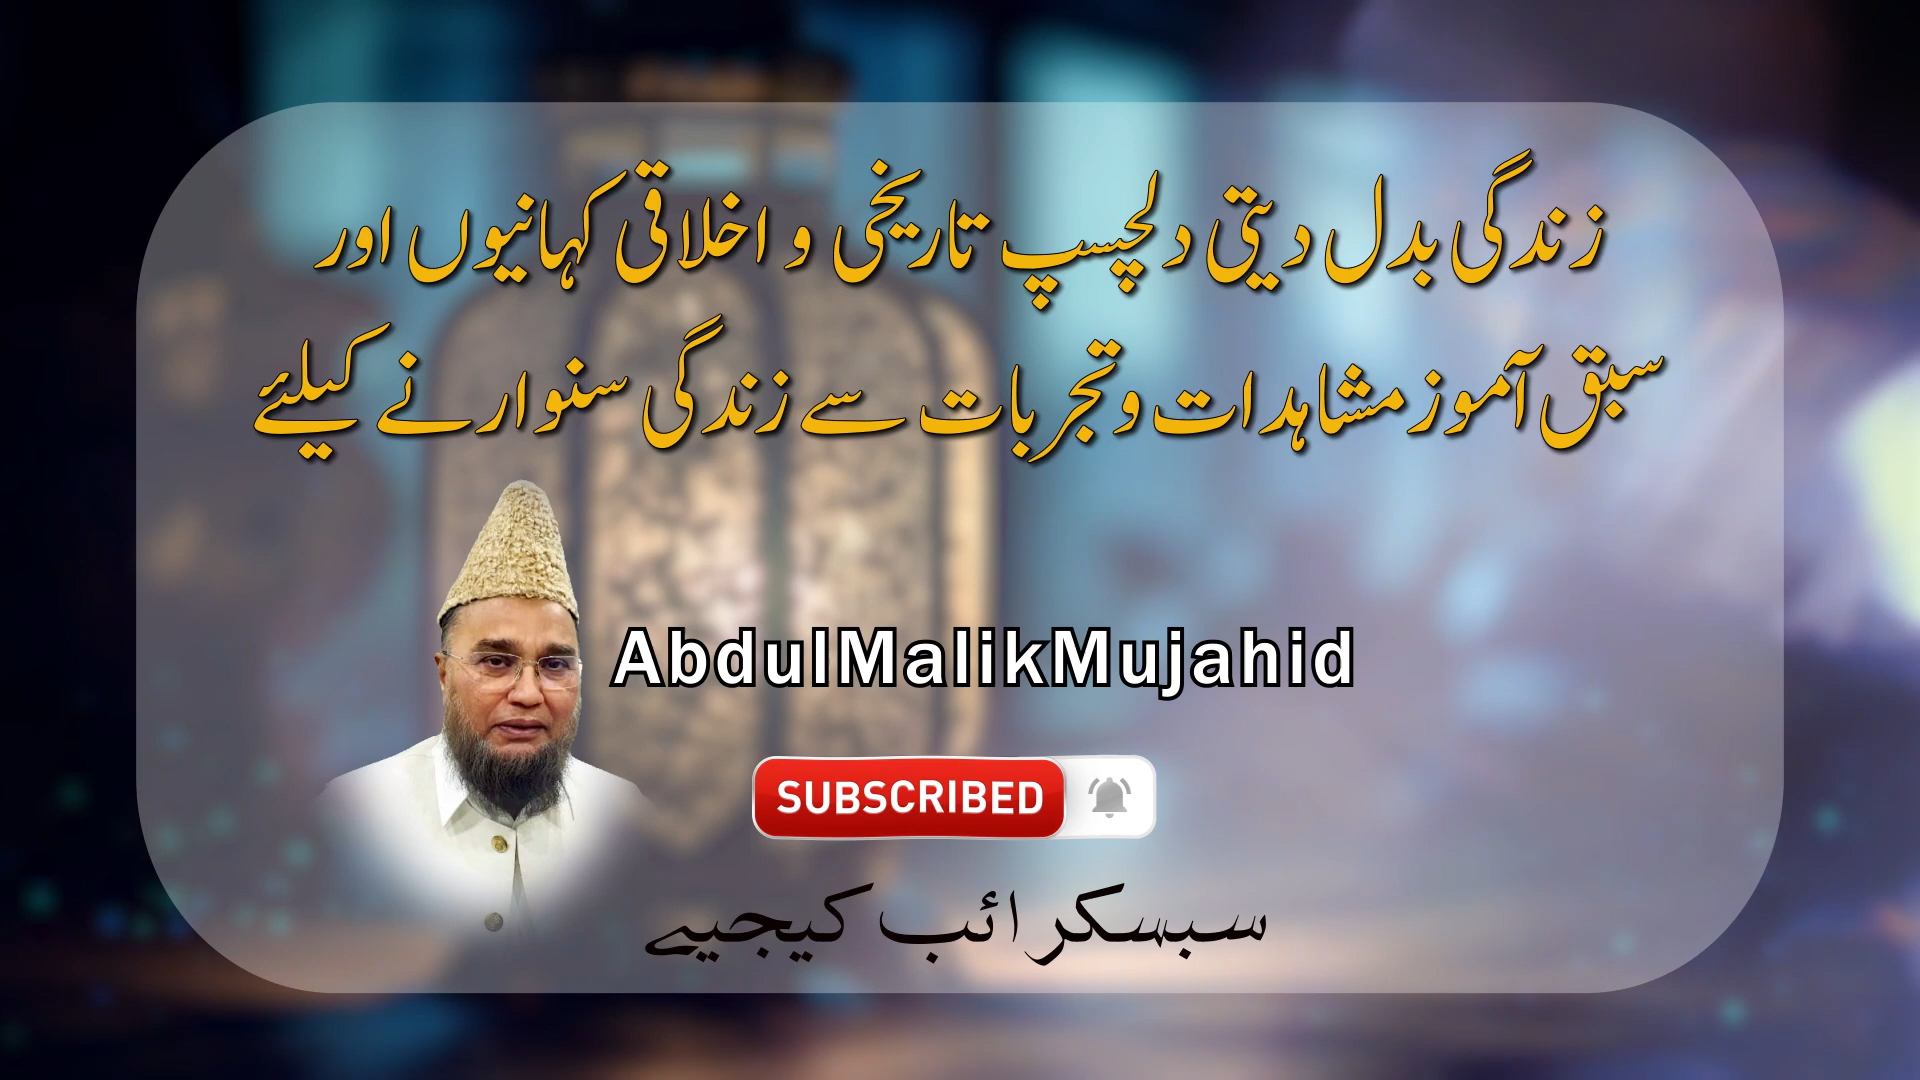 زندگی بدل دیتی دلچسپ تاریخی و اخلاقی کہانیوں اور
سبق آموز مشاہدات و تجربات سے زندگی سنوارنے کیلئے
AbdulMalikMujahid
SUBSCRIBED
سبسکرائب کیجیے